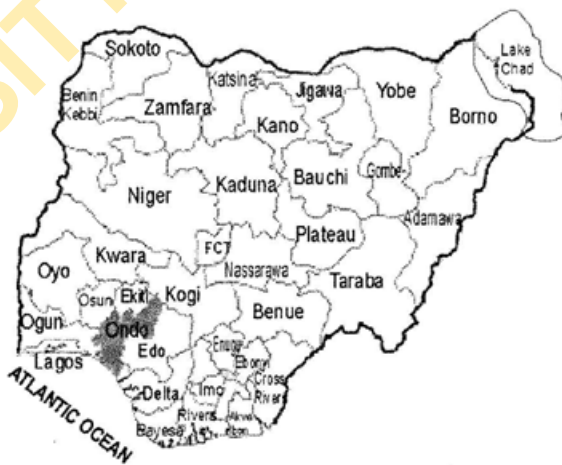 SIT
Sokoto
Lake
Chad
Katsina
Jigawa
Yobe
Benin
Kebbi
Zamfara
Kano
Borno
Niger
Kaduna
Bauchi
Gombe
Adamawa
FCT
Plateau
Kwara
Nassarawa
Taraba
Oyo
Osun
Ekiti
Kogi
Benue
Ogun
Ondo
Edo
Enugu
Ebonyi
Lagos
Cross
River
Delta
Imo
Rivers
Bayesa
ATLANTIC OCEAN